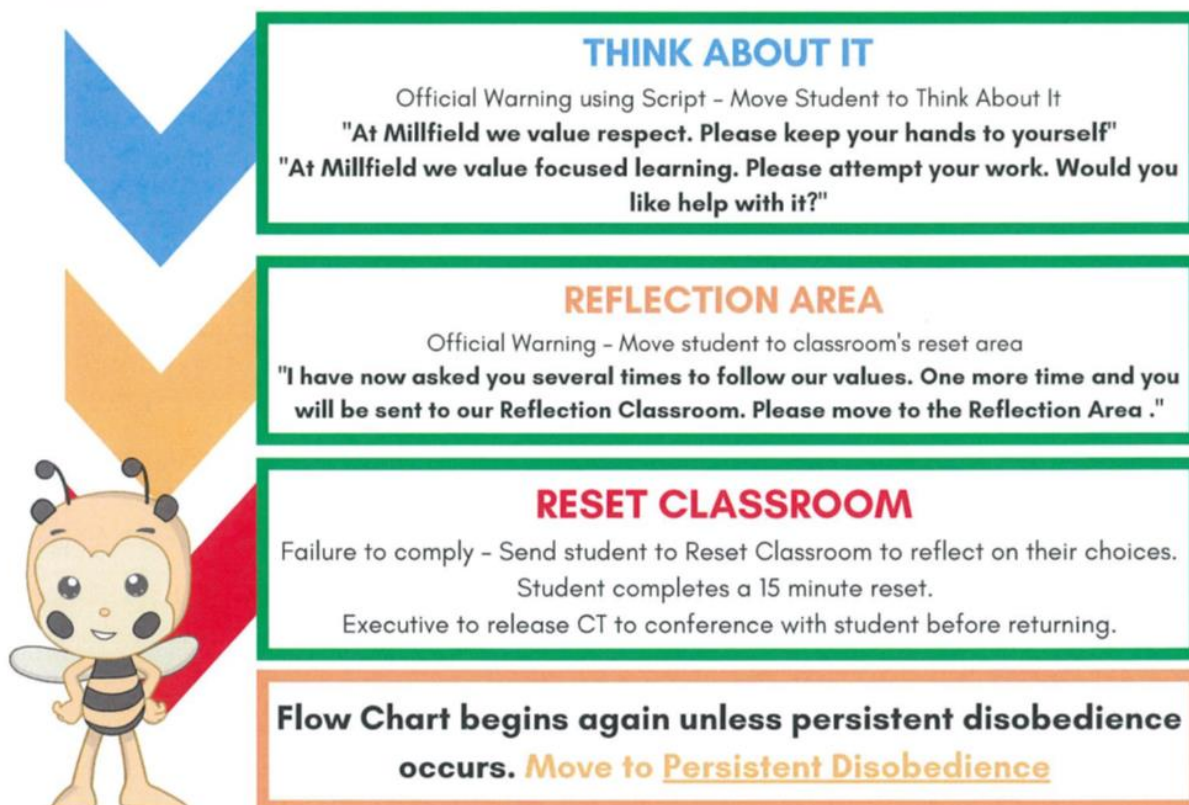 THINK ABOUT IT
Official Warning using Script - Move Student to Think About It
"At Millfield we value respect. Please keep your hands to yourself"
"At Millfield we value focused learning. Please attempt your work. Would you
like help with it?"
REFLECTION AREA
Official Warning - Move student to classroom's reset area
"I have now asked you several times to follow our values. One more time and you
will be sent to our Reflection Classroom. Please move to the Reflection Area ."
RESET CLASSROOM
Failure to comply - Send student to Reset Classroom to reflect on their choices.
Student completes a 15 minute reset.
Executive to release CT to conference with student before returning.
Flow Chart begins again unless persistent disobedience
occurs. Move to Persistent Disobedience